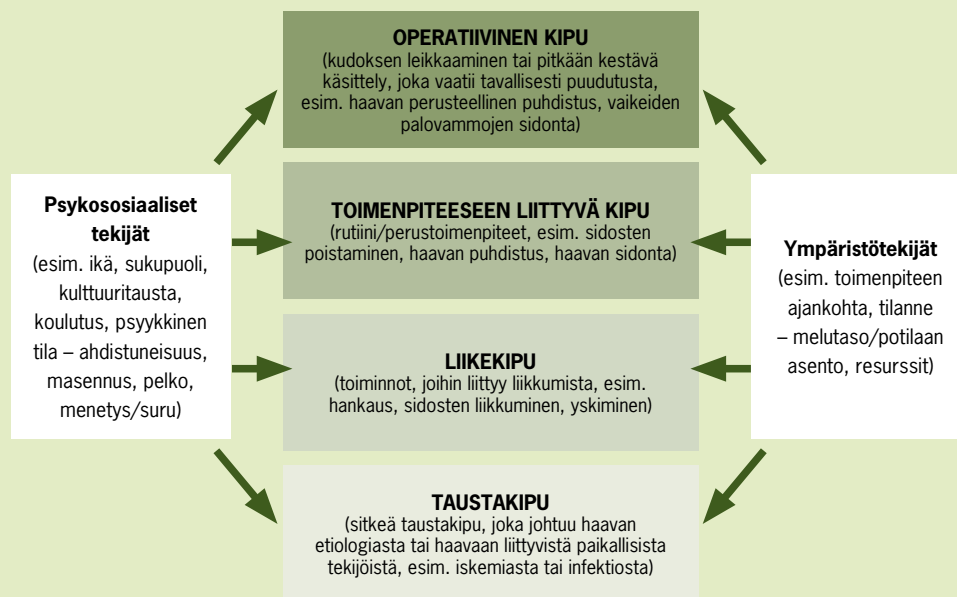 OPERATIIVINEN KIPU
(kudoksen leikkaaminen tai pitkään kestävä
käsittely, joka vaatii tavallisesti puudutusta,
esim. haavan perusteellinen puhdistus, vaikeiden
palovammojen sidonta)
Psykososiaaliset
tekijät
(esim. ikä, sukupuoli,
kulttuuritausta,
koulutus, psyykkinen
tila – ahdistuneisuus,
masennus, pelko,
menetys/suru)
TOIMENPITEESEEN LIITTYVÄ KIPU
(rutiini/perustoimenpiteet, esim. sidosten
poistaminen, haavan puhdistus, haavan sidonta)
LIIKEKIPU
(toiminnot, joihin liittyy liikkumista, esim.
hankaus, sidosten liikkuminen, yskiminen)
TAUSTAKIPU
(sitkeä taustakipu, joka johtuu haavan
etiologiasta tai haavaan liittyvistä paikallisista
tekijöistä, esim. iskemiasta tai infektiosta)
Ympäristötekijät
(esim. toimenpiteen
ajankohta, tilanne
– melutaso/potilaan
asento, resurssit)